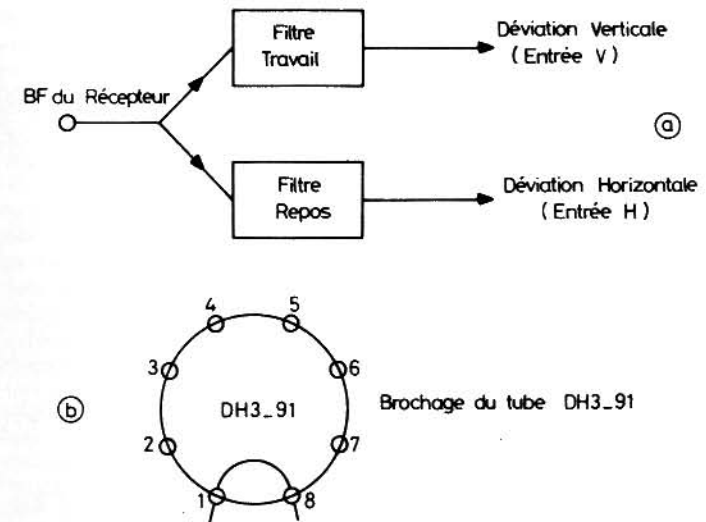 Filtre
Travail
Déviation Verticale
(Entrée V)
BF du Récepteur
a
Filtre
Repos
Déviation Horizontale
(Entrée H)
4
5
3
6
b
DH3_91
Brochage du tube DH3_91
2
7
1
8